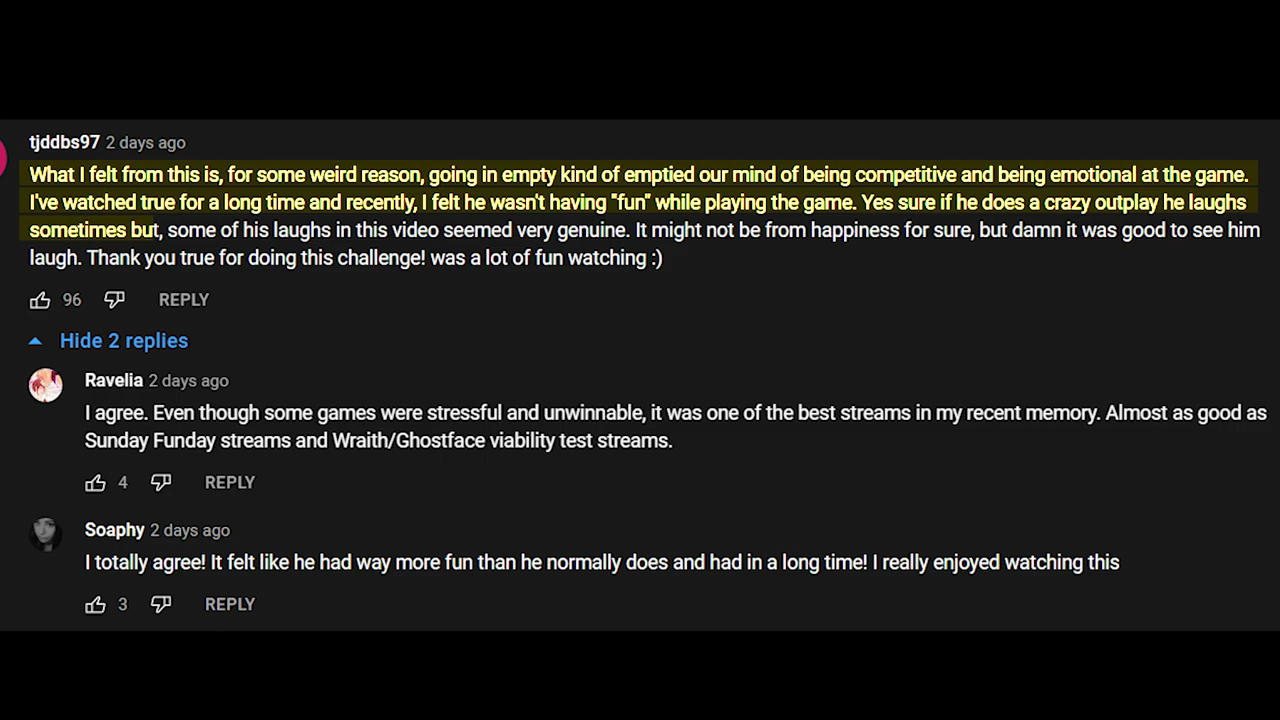 tjddbs97 2 days ago
What I felt from this is, for some weird reason, going in empty kind of emptied our mind of being competitive and being emotional at the game.
I've watched true for a long time and recently, I felt he wasn't having "fun" while playing the game. Yes sure if he does a crazy outplay he laughs
sometimes but, some of his laughs in this video seemed very genuine. It might not be from happiness for sure, but damn it was good to see him
laugh. Thank you true for doing this challenge! was a lot of fun watching :)
96 REPLY
Hide 2 replies
Ravelia 2 days ago
I agree. Even though some games were stressful and unwinnable, it was one of the best streams in my recent memory. Almost as good as
Sunday Funday streams and Wraith/Ghostface viability test streams.
4 REPLY
Soaphy 2 days ago
I totally agree! It felt like he had way more fun than he normally does and had in a long time! I really enjoyed watching this
3 REPLY